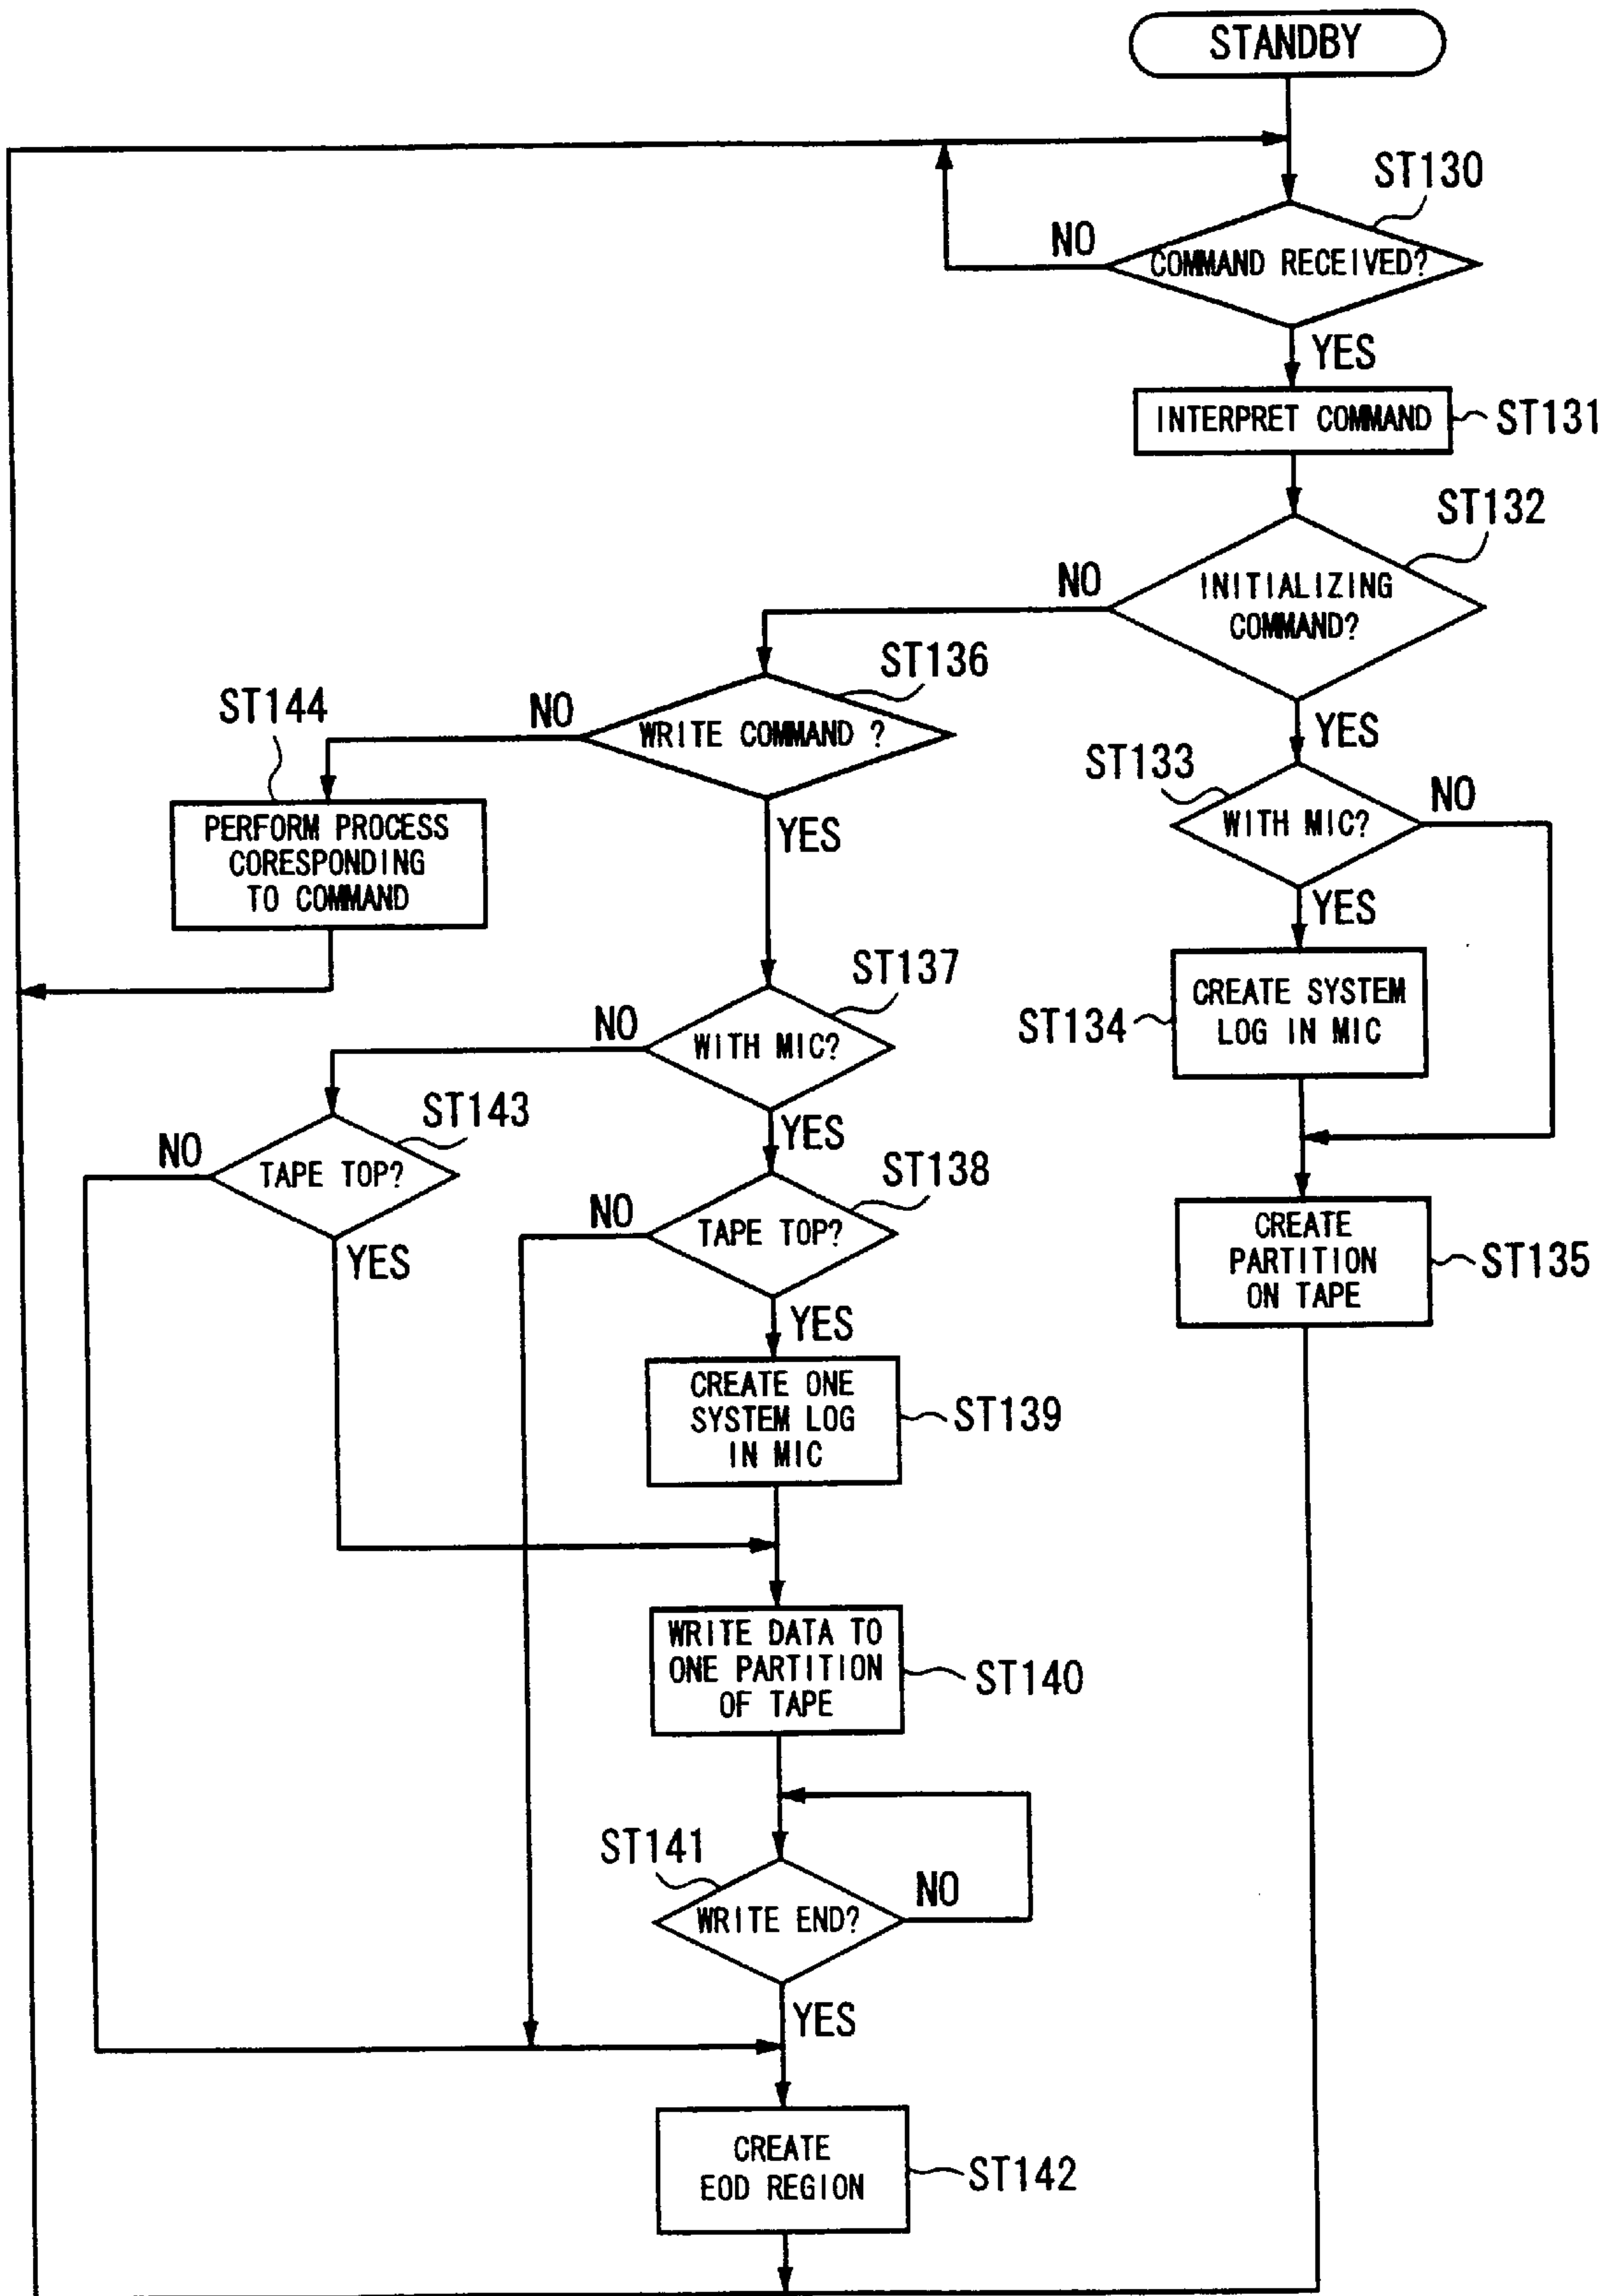 STANDBY
ST130
NO
COMMAND RECEIVED?
YES
INTERPRET COMMAND
ST131
ST132
NO
INITIALIZING
COMMAND?
YES
ST136
NO
WRITE COMMAND ?
YES
ST144
PERFORM PROCESS
CORESPONDING
TO COMMAND
ST133
NO
WITH MIC?
YES
ST134
CREATE SYSTEM
LOG IN MIC
CREATE
PARTITION
ON TAPE
ST135
ST137
NO
WITH MIC?
YES
ST143
NO
TAPE TOP?
YES
ST138
NO
TAPE TOP?
YES
CREATE ONE
SYSTEM LOG
IN MIC
ST139
WRITE DATA TO
ONE PARTITION
OF TAPE
ST140
ST141
WRITE END?
NO
YES
CREATE
EOD REGION
ST142